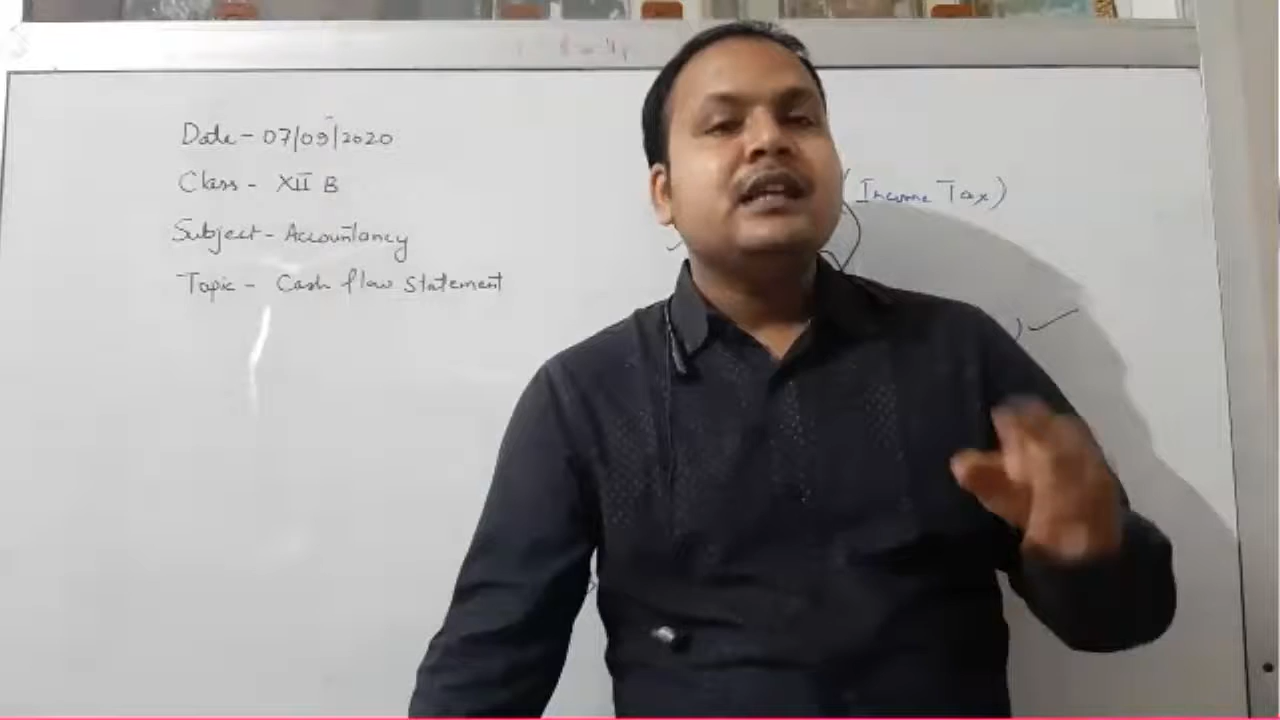 Date - 07/09/2020
Class - XII B
Subject - Accountancy
Topic - Cash flow Statement
(Income Tax)